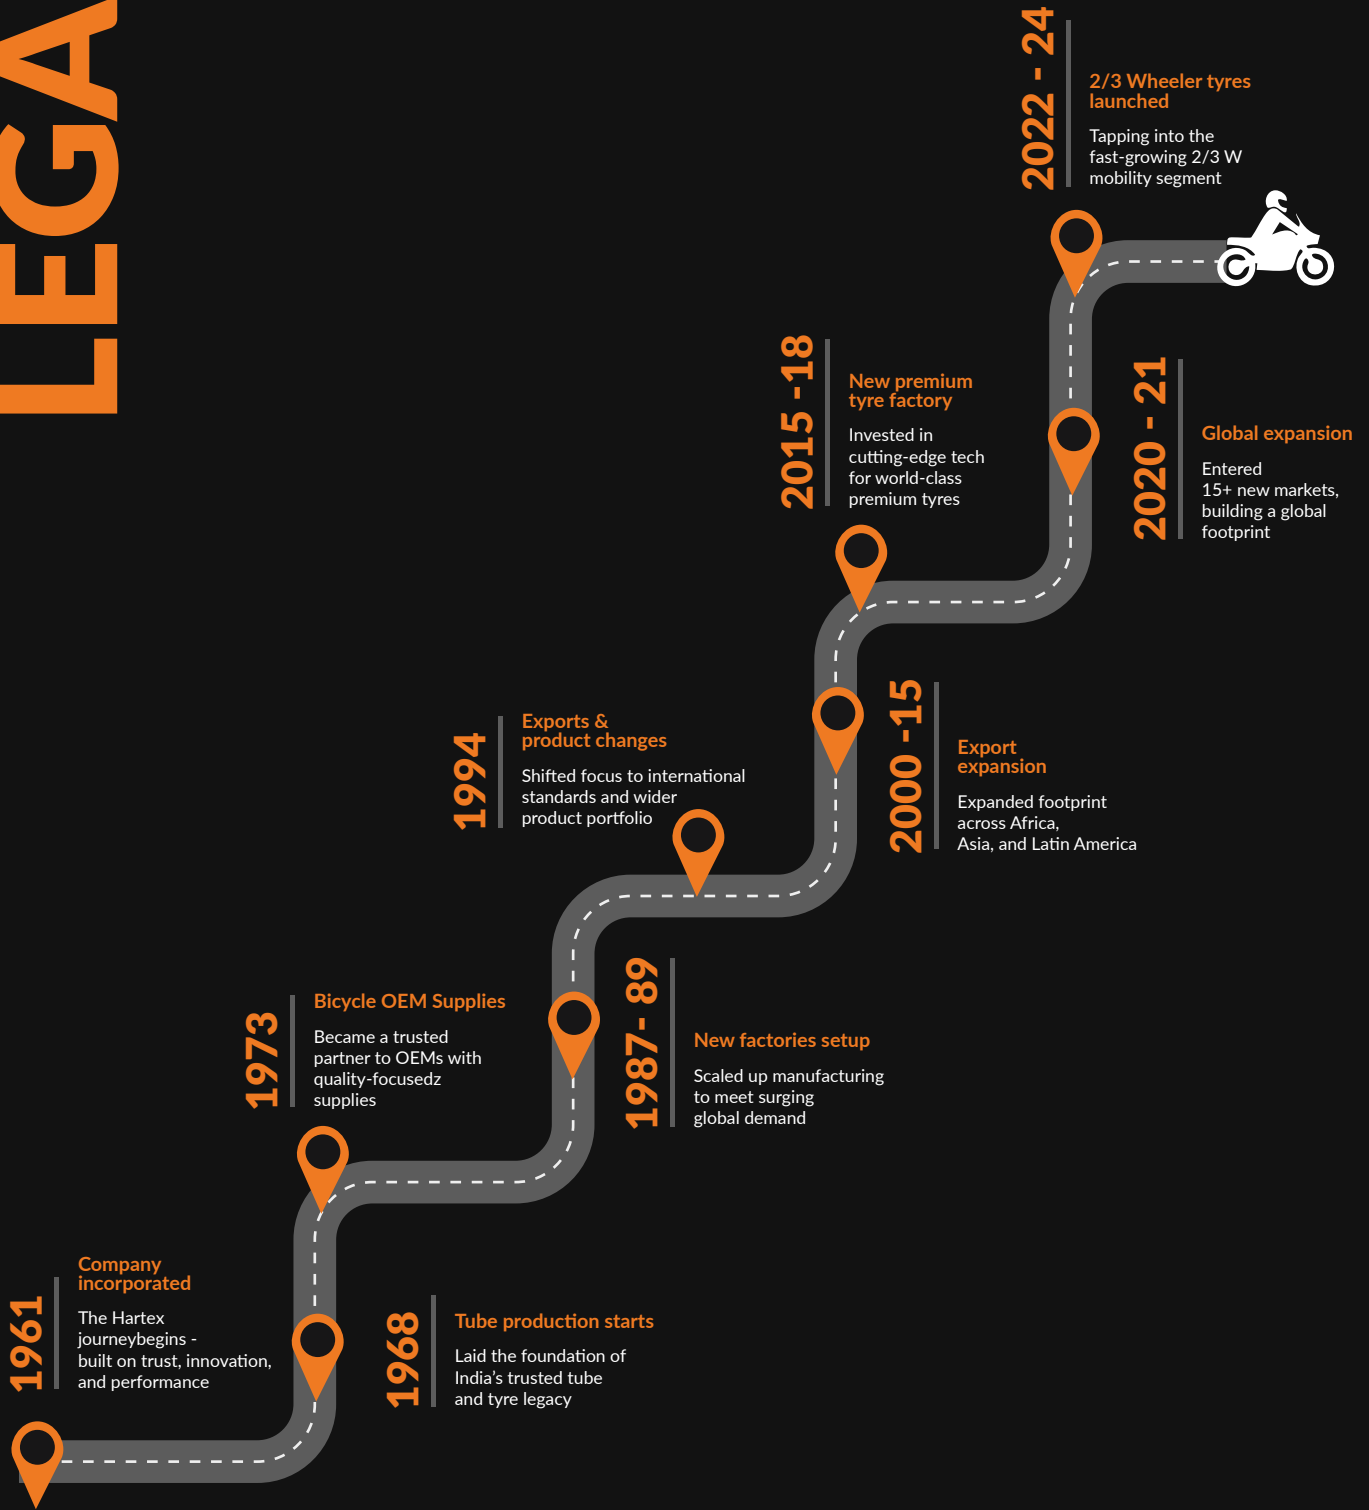 LEGA
2022 - 24
2/3 Wheeler tyres
launched
Tapping into the
fast-growing 2/3 W
mobility segment
2015 -18
New premium
tyre factory
Invested in
cutting-edge tech
for world-class
premium tyres
2020 - 21
Global expansion
Entered
15+ new markets,
building a global
footprint
1994
Exports &
product changes
Shifted focus to international
standards and wider
product portfolio
2000 -15
Export
expansion
Expanded footprint
across Africa,
Asia, and Latin America
1973
Bicycle OEM Supplies
Became a trusted
partner to OEMs with
quality-focusedz
supplies
1987- 89
New factories setup
Scaled up manufacturing
to meet surging
global demand
1961
Company
incorporated
The Hartex
journeybegins -
built on trust, innovation,
and performance
1968
Tube production starts
Laid the foundation of
India’s trusted tube
and tyre legacy